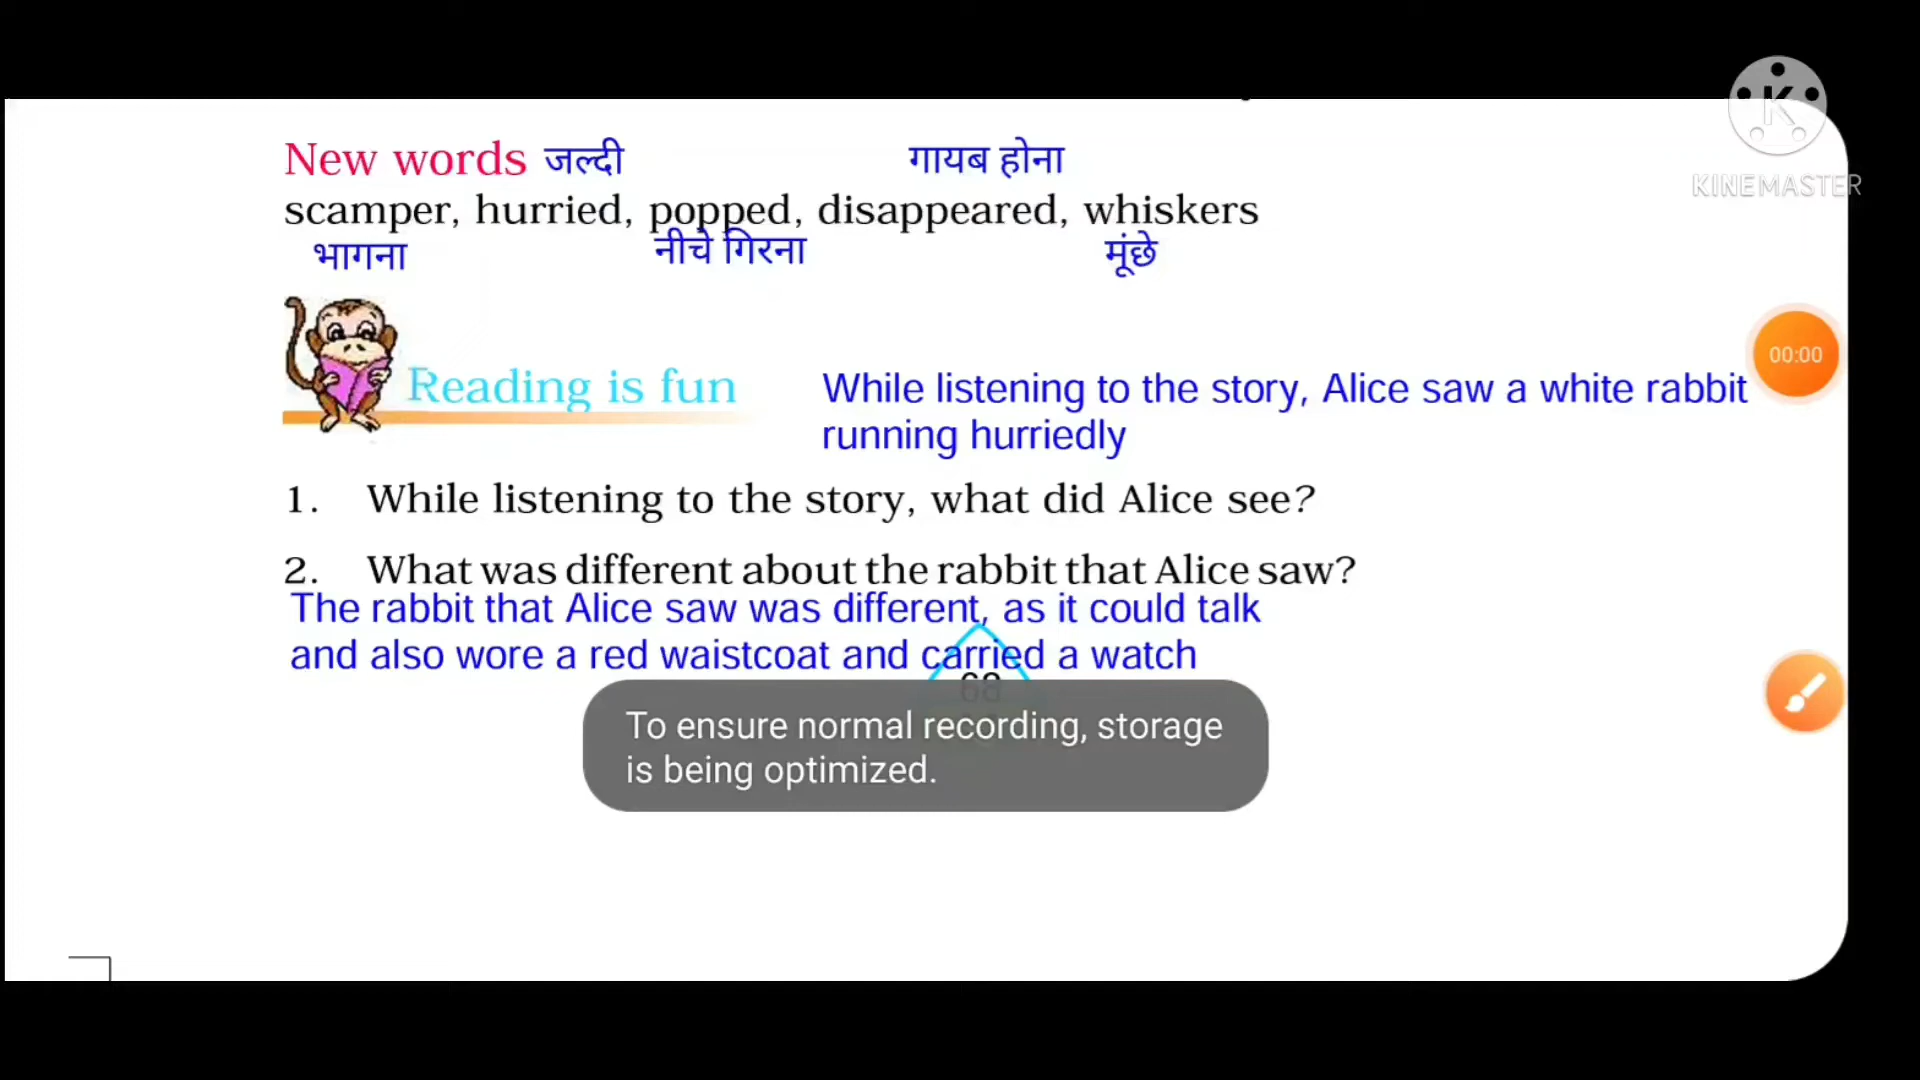 New words जल्दी गायब होना
KINEMASTER
scamper, hurried, popped, disappeared, whiskers
भागना नीचे गिरना मूंछे
00:00
Reading is fun
While listening to the story, Alice saw a white rabbit
running hurriedly
1. While listening to the story, what did Alice see?
2. What was different about the rabbit that Alice saw?
The rabbit that Alice saw was different, as it could talk
and also wore a red waistcoat and carried a watch
68
To ensure normal recording, storage
is being optimized.